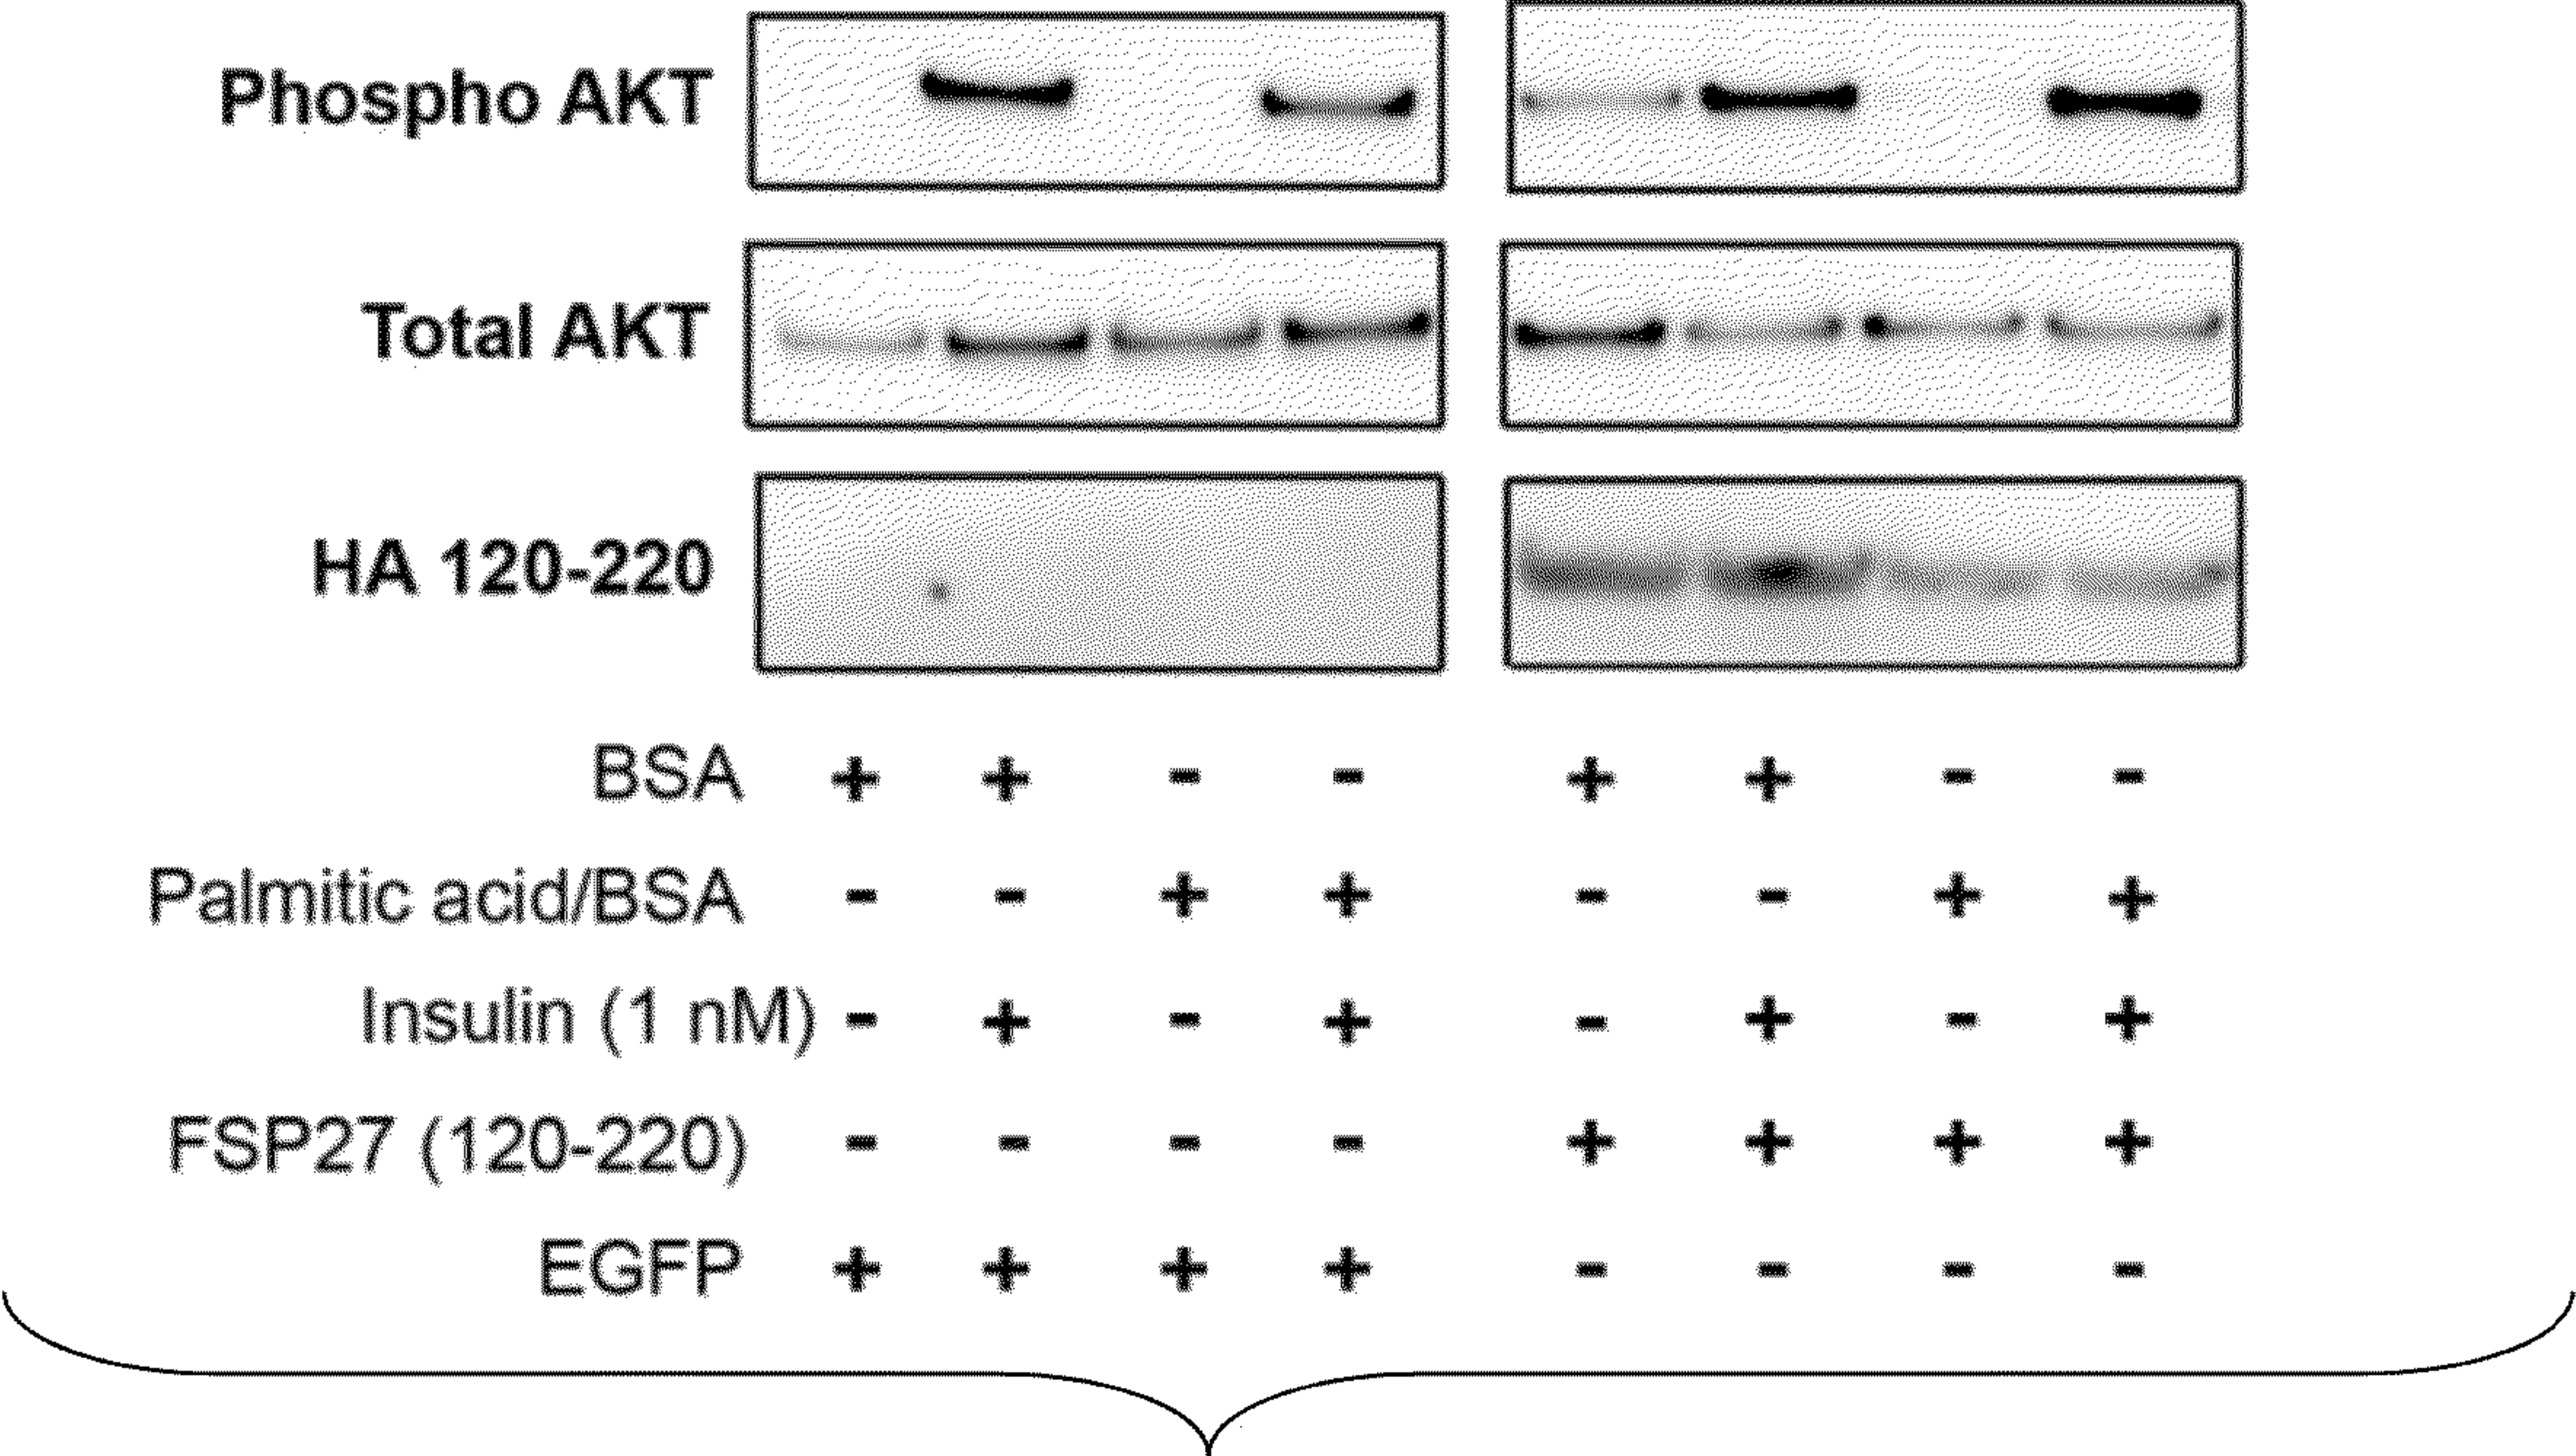 Phospho AKT
Total AKT
HA 120-220
BSA + + - - + + - -
Palmitic acid/BSA - - + + - - + +
Insulin (1 nM) - + - + - + - +
FSP27 (120-220) - - - - + + + +
EGFP + + + + - - - -